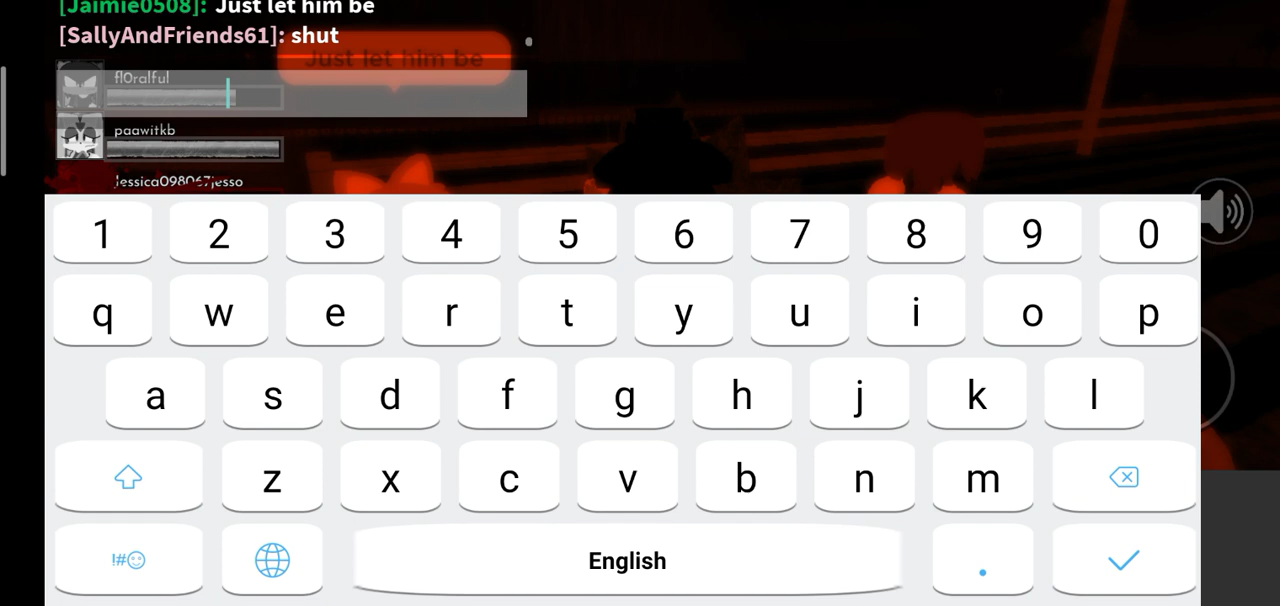 [Jaimie0508]: Just let him be
[SallyAndFriends61]: shut
Just let him be
fl0ralful
paawitkb
1 2 3 4 5 6 7 8 9 0
q w e r t y u i o p
a s d f g h j k l
z x c v b n m
!#☺ English .